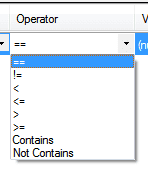 Operator V
== (n
==
!=
<
<=
>
>=
Contains
Not Contains